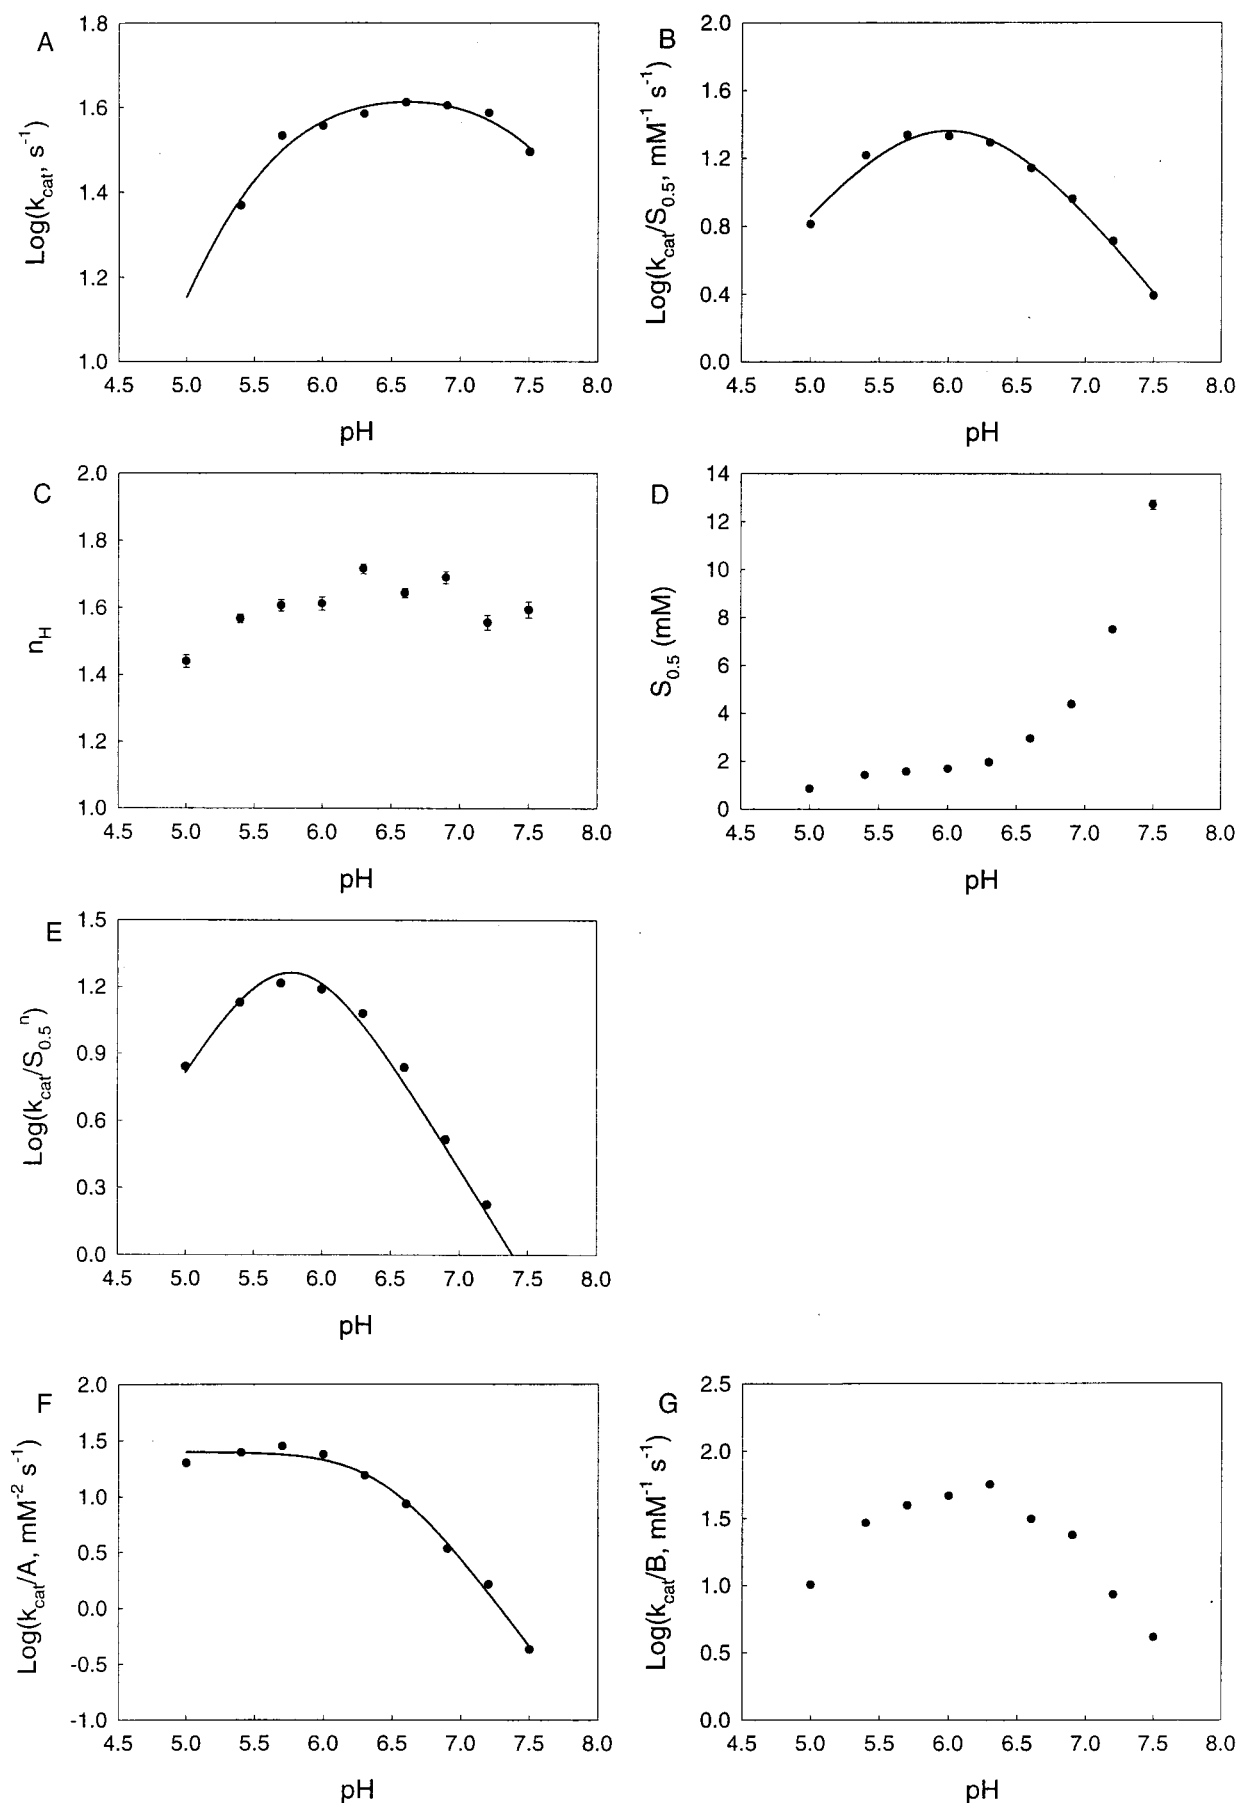 A
1.8
1.6
1.4
1.2
1.0
Log(kcat, s-1)
4.5 5.0 5.5 6.0 6.5 7.0 7.5 8.0
pH
B
2.0
1.6
1.2
0.8
0.4
0.0
Log(kcat/S0.5, mM-1 s-1)
4.5 5.0 5.5 6.0 6.5 7.0 7.5 8.0
pH
C
2.0
1.8
1.6
1.4
1.2
1.0
nH
4.5 5.0 5.5 6.0 6.5 7.0 7.5 8.0
pH
D
14
12
10
8
6
4
2
0
S0.5 (mM)
4.5 5.0 5.5 6.0 6.5 7.0 7.5 8.0
pH
E
1.5
1.2
0.9
0.6
0.3
0.0
Log(kcat/S0.5n)
4.5 5.0 5.5 6.0 6.5 7.0 7.5 8.0
pH
F
2.0
1.5
1.0
0.5
0.0
-0.5
-1.0
Log(kcat/A, mM-2 s-1)
4.5 5.0 5.5 6.0 6.5 7.0 7.5 8.0
pH
G
2.5
2.0
1.5
1.0
0.5
0.0
Log(kcat/B, mM-1 s-1)
4.5 5.0 5.5 6.0 6.5 7.0 7.5 8.0
pH